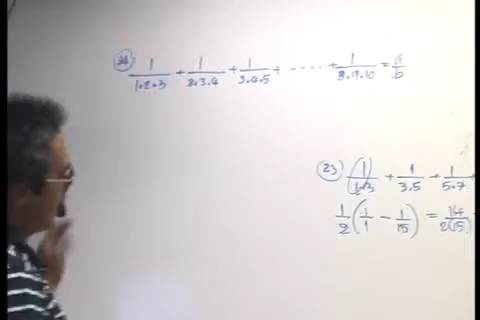 24 1/1·2·3 + 1/2·3·4 + 1/3·4·5 + ······ + 1/8·9·10 = a/b
23 1/1·3 + 1/3.5 + 1/5.7 +
1/2 (1/1 - 1/15) = 14/2(15)